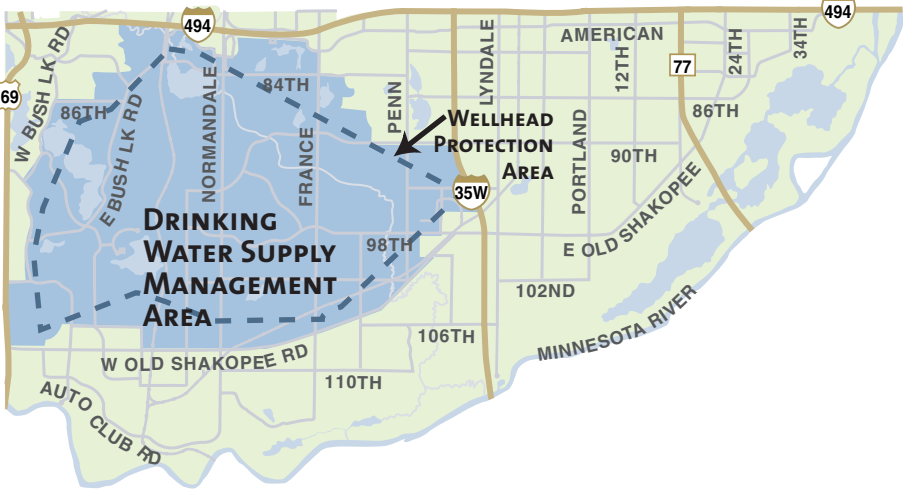 494
494
69
W BUSH LK RD
86TH
E BUSH LK RD
NORMANDALE
84TH
FRANCE
PENN
LYNDALE
AMERICAN
12TH
77
24TH
34TH
86TH
WELLHEAD
PROTECTION
AREA
PORTLAND
90TH
35W
E OLD SHAKOPEE
DRINKING
WATER SUPPLY
MANAGEMENT
AREA
98TH
102ND
106TH
MINNESOTA RIVER
W OLD SHAKOPEE RD
110TH
AUTO CLUB RD